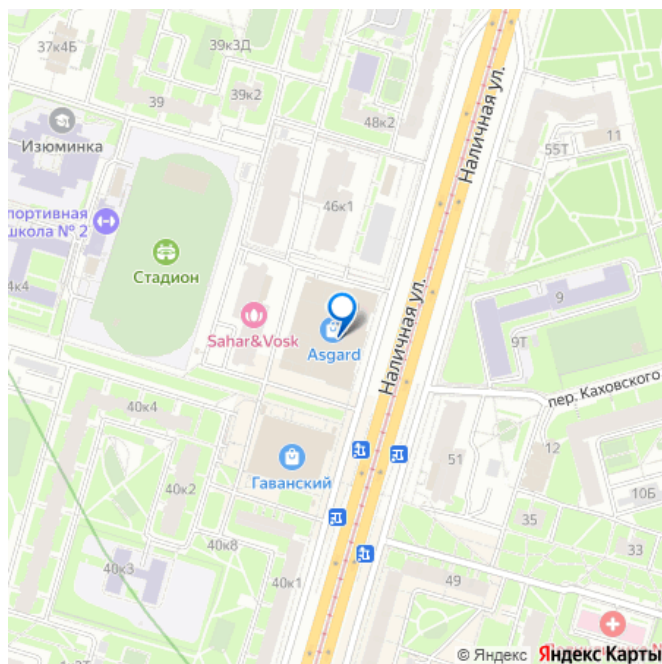 37к4Б
39к3Д
39
39к2
48к2
Наличная ул.
Изюминка
55Т
11
портивная
школа № 2
46к1
Стадион
4к4
9
Sahar&Vosk
Asgard
Наличная ул.
9Т
пер. Каховского
40к4
Гаванский
51
12
40к2
10Б
35
40к8
33
40к3
40к1
49
© Яндекс Яндекс Карты